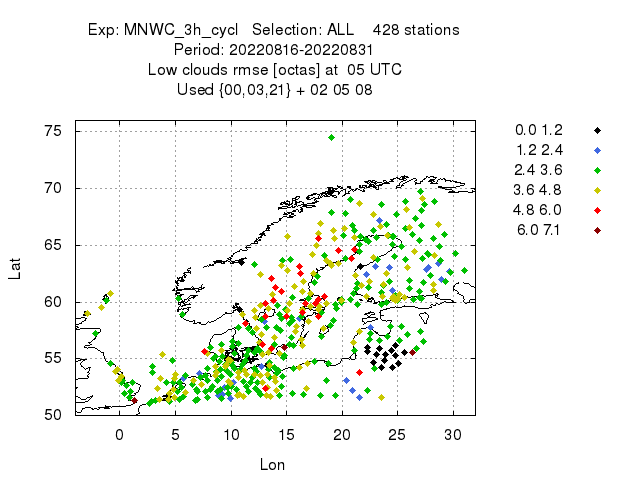 Exp: MNWC_3h_cycl   Selection: ALL    428 stations
Period: 20220816-20220831
Low clouds rmse [octas] at  05 UTC
Used {00,03,21} + 02 05 08
0.0 1.2
1.2 2.4
2.4 3.6
3.6 4.8
4.8 6.0
6.0 7.1
75
70
65
60
55
50
Lat
0 5 10 15 20 25 30
Lon